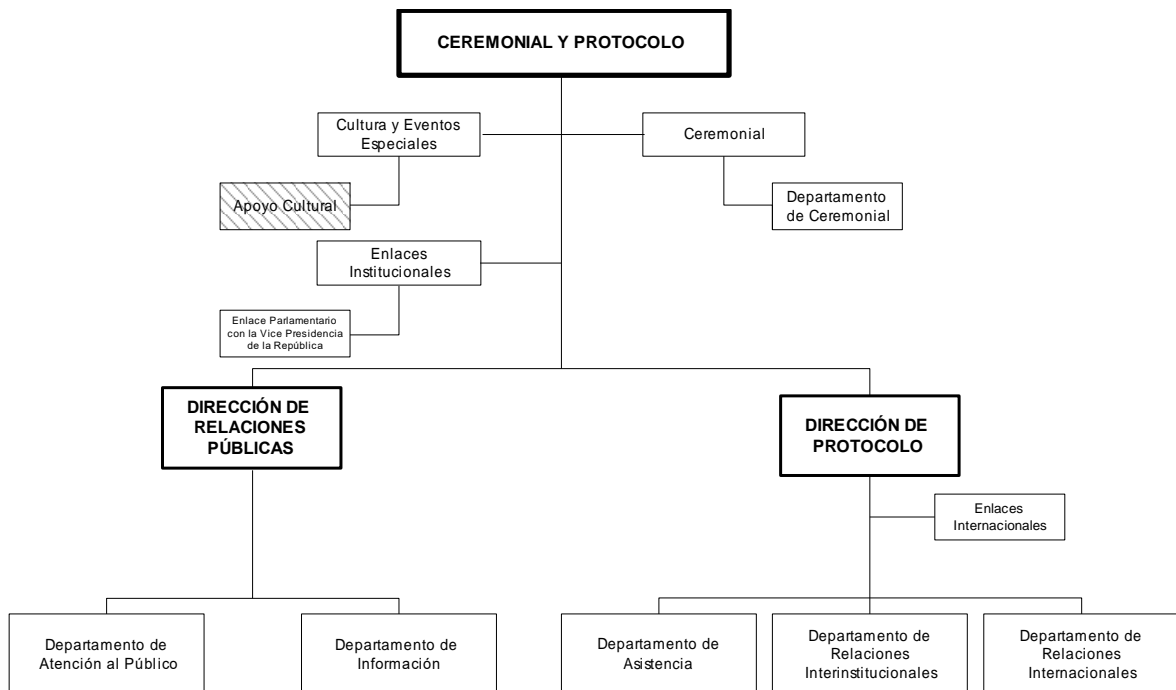 CEREMONIAL Y PROTOCOLO
Cultura y Eventos
Especiales
Ceremonial
Apoyo Cultural
Departamento
de Ceremonial
Enlaces
Institucionales
Enlace Parlamentario
con la Vice Presidencia
de la República
DIRECCIÓN DE
RELACIONES
PÚBLICAS
DIRECCIÓN DE
PROTOCOLO
Enlaces
Internacionales
Departamento de
Atención al Público
Departamento de
Información
Departamento de
Asistencia
Departamento de
Relaciones
Interinstitucionales
Departamento de
Relaciones
Internacionales